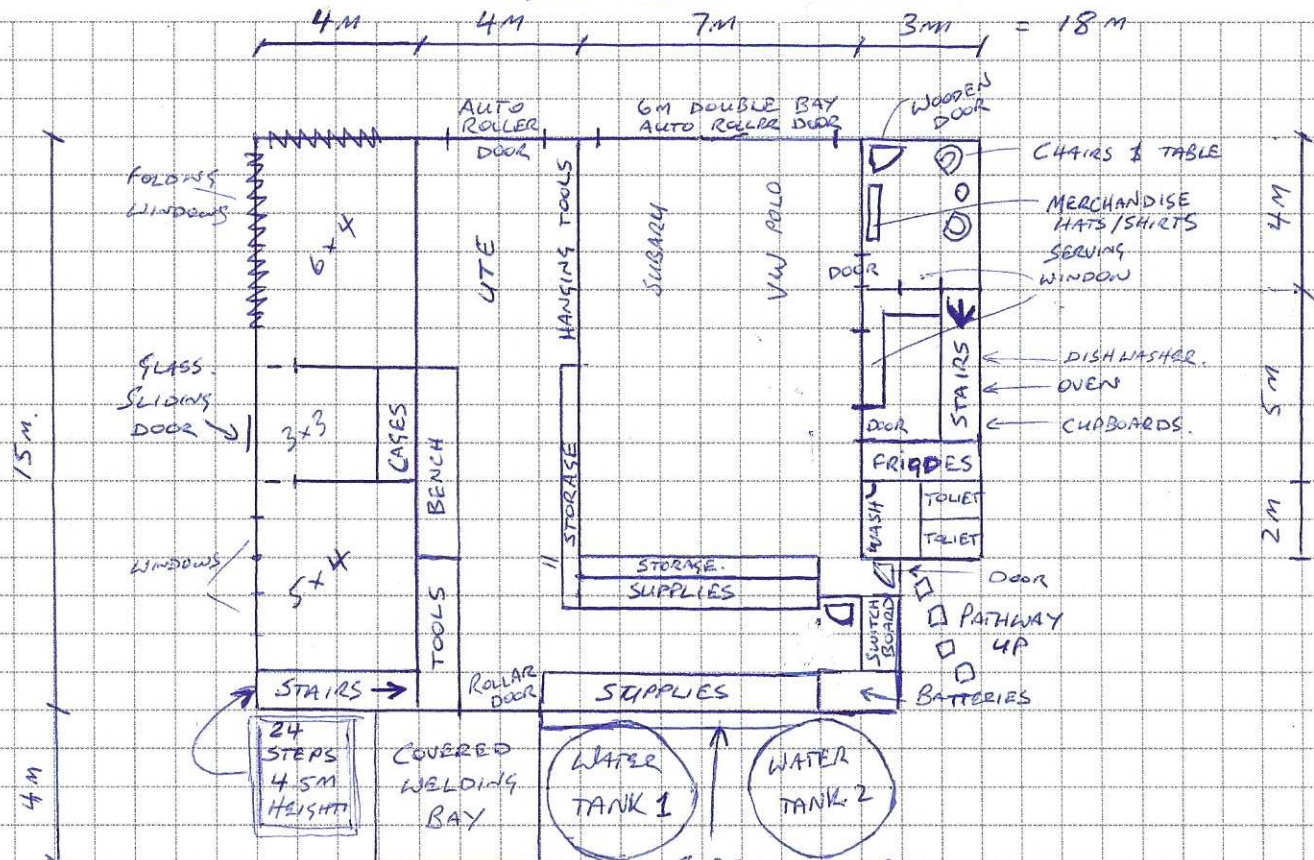 4M
4M
7M
3M
= 18M
AUTO
ROLLER
DOOR
6M DOUBLE BAY
AUTO ROLLER DOOR
WOODEN
DOOR
CHAIRS & TABLE
MERCHANDISE
HATS/SHIRTS
SERVING
WINDOW
4M
FOLDING
WINDOWS
6x4
UTE
HANGING TOOLS
SUBARU
VW POLO
DOOR
STAIRS
DISHWASHER.
OVEN
CUPBOARDS.
5M
GLASS.
SLIDING
DOOR
3x3
CAGES
BENCH
STORAGE
DOOR
FRIDGES
15M.
WASH
TOLIET
TOLIET
2M
WINDOWS
5x4
STORAGE.
SUPPLIES
DOOR
TOOLS
SWITCH
BOARD
PATHWAY
UP
STAIRS
ROLLAR
DOOR
SUPPLIES
BATTERIES
4M
24
STEPS
4.5M
HEIGHT
COVERED
WELDING
BAY
WATER
TANK 1
WATER
TANK 2